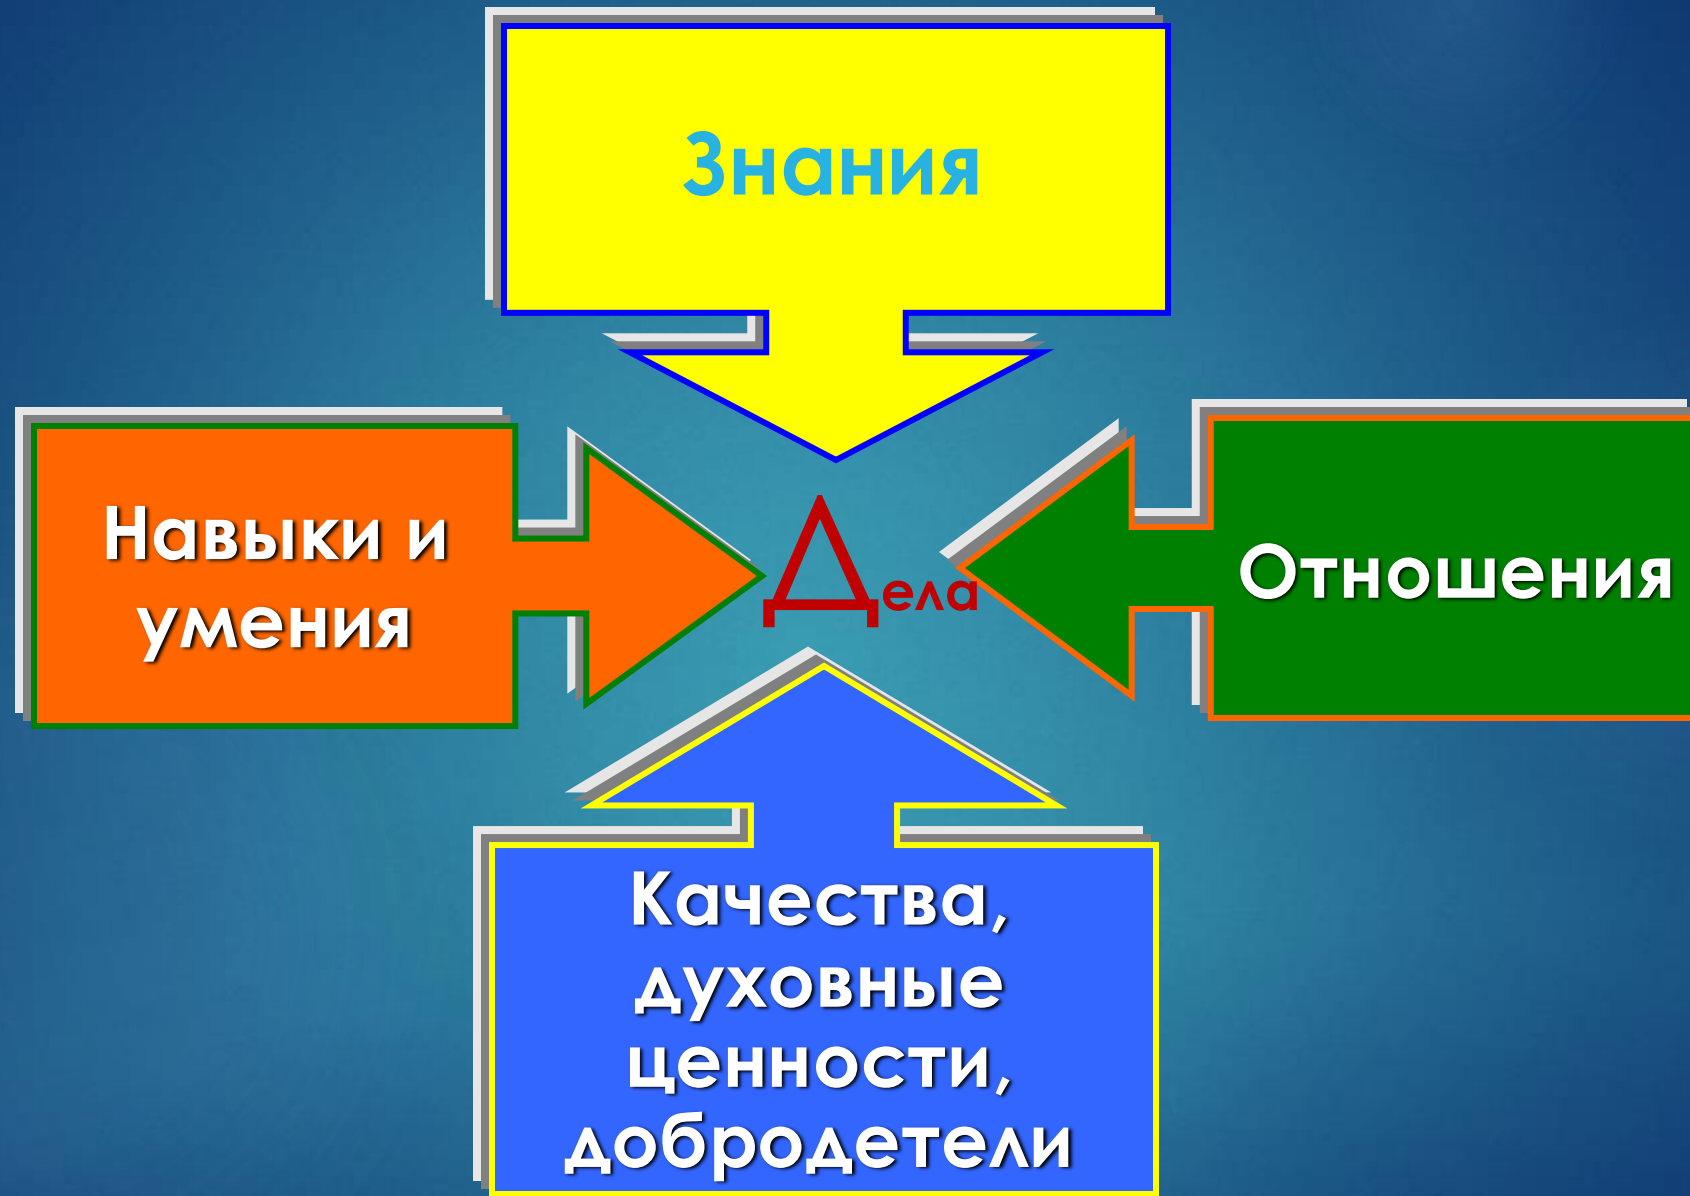 Знания
Навыки и
умения
Дела
Отношения
Качества,
духовные
ценности,
добродетели